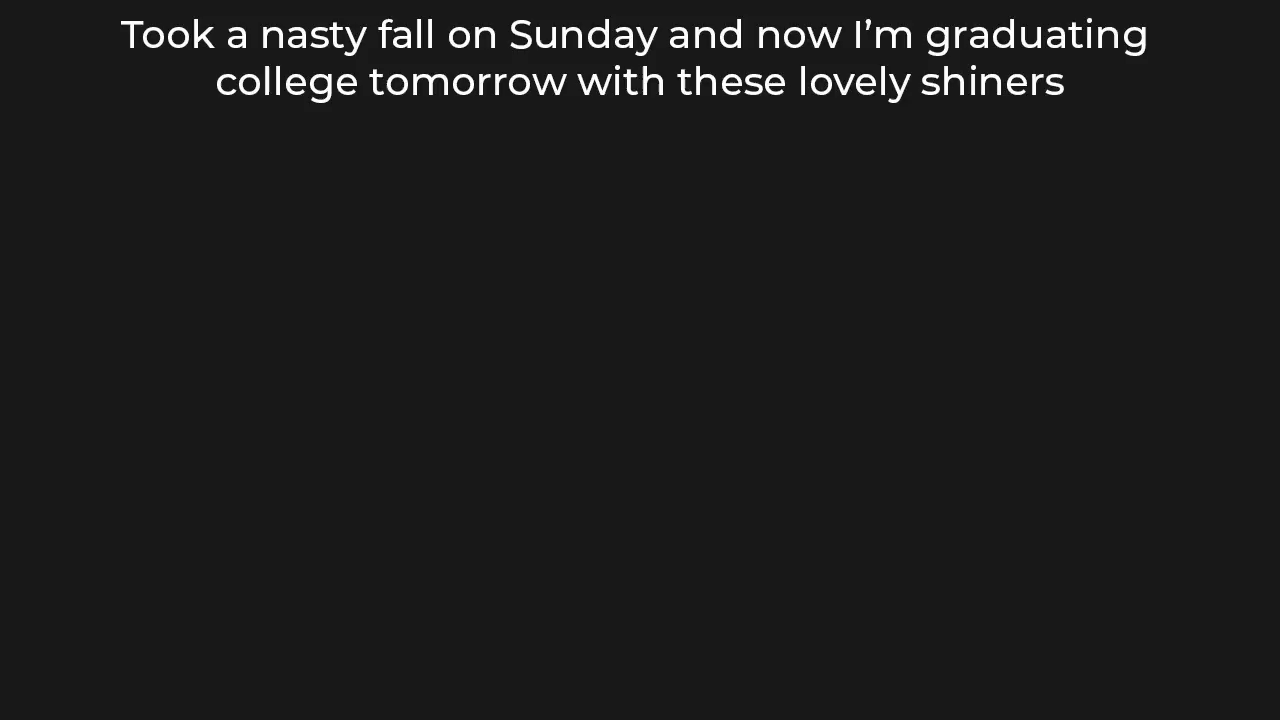 Took a nasty fall on Sunday and now I’m graduating
college tomorrow with these lovely shiners